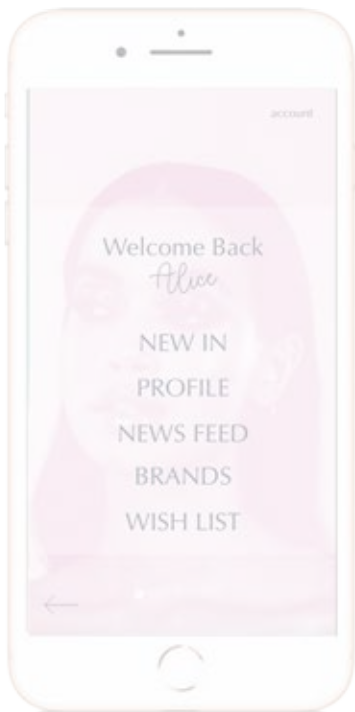 account
Welcome Back
Alice
NEW IN
PROFILE
NEWS FEED
BRANDS
WISH LIST